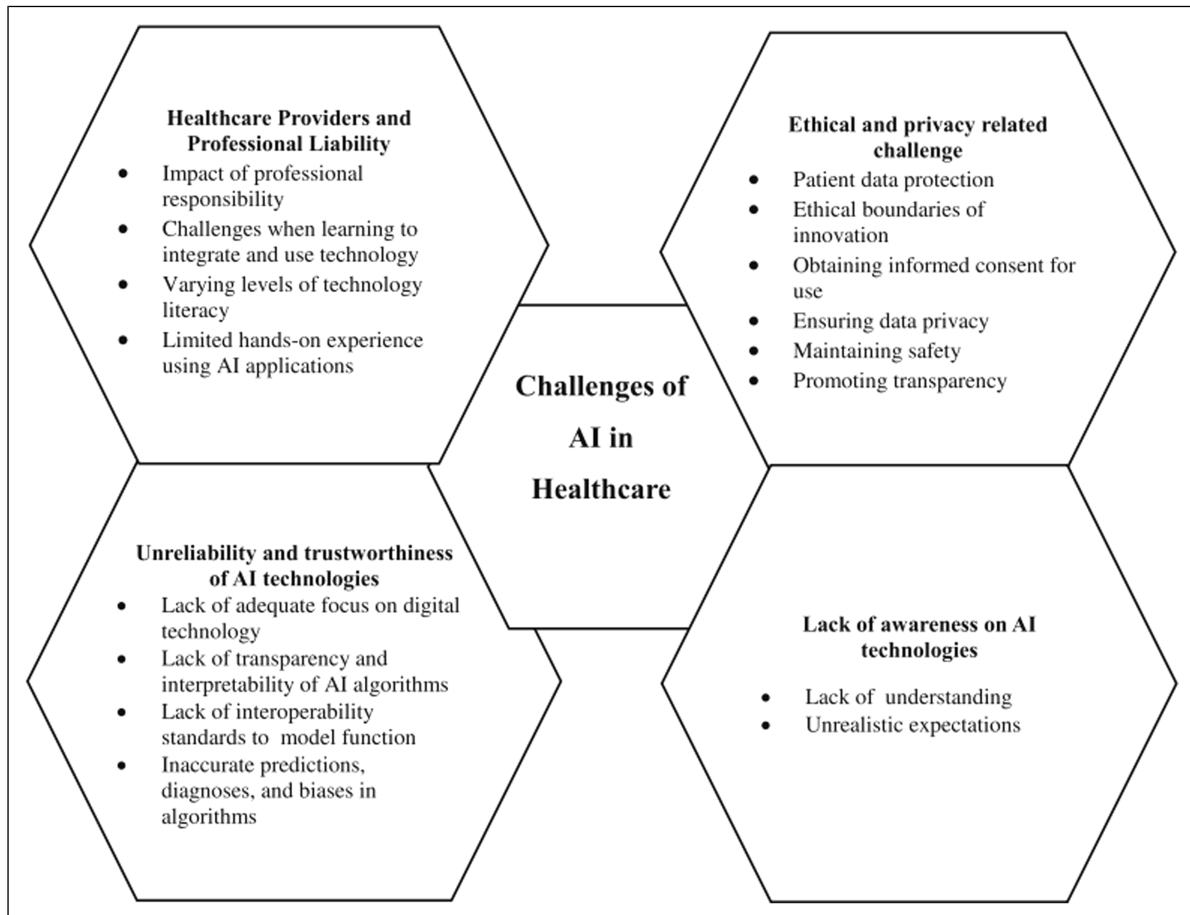 Healthcare Providers and
Professional Liability
● Impact of professional
responsibility
● Challenges when learning to
integrate and use technology
● Varying levels of technology
literacy
● Limited hands-on experience
using AI applications
Ethical and privacy related
challenge
● Patient data protection
● Ethical boundaries of
innovation
● Obtaining informed consent for
use
● Ensuring data privacy
● Maintaining safety
● Promoting transparency
Challenges of
AI in
Healthcare
Unreliability and trustworthiness
of AI technologies
● Lack of adequate focus on digital
technology
● Lack of transparency and
interpretability of AI algorithms
● Lack of interoperability
standards to model function
● Inaccurate predictions,
diagnoses, and biases in
algorithms
Lack of awareness on AI
technologies
● Lack of understanding
● Unrealistic expectations